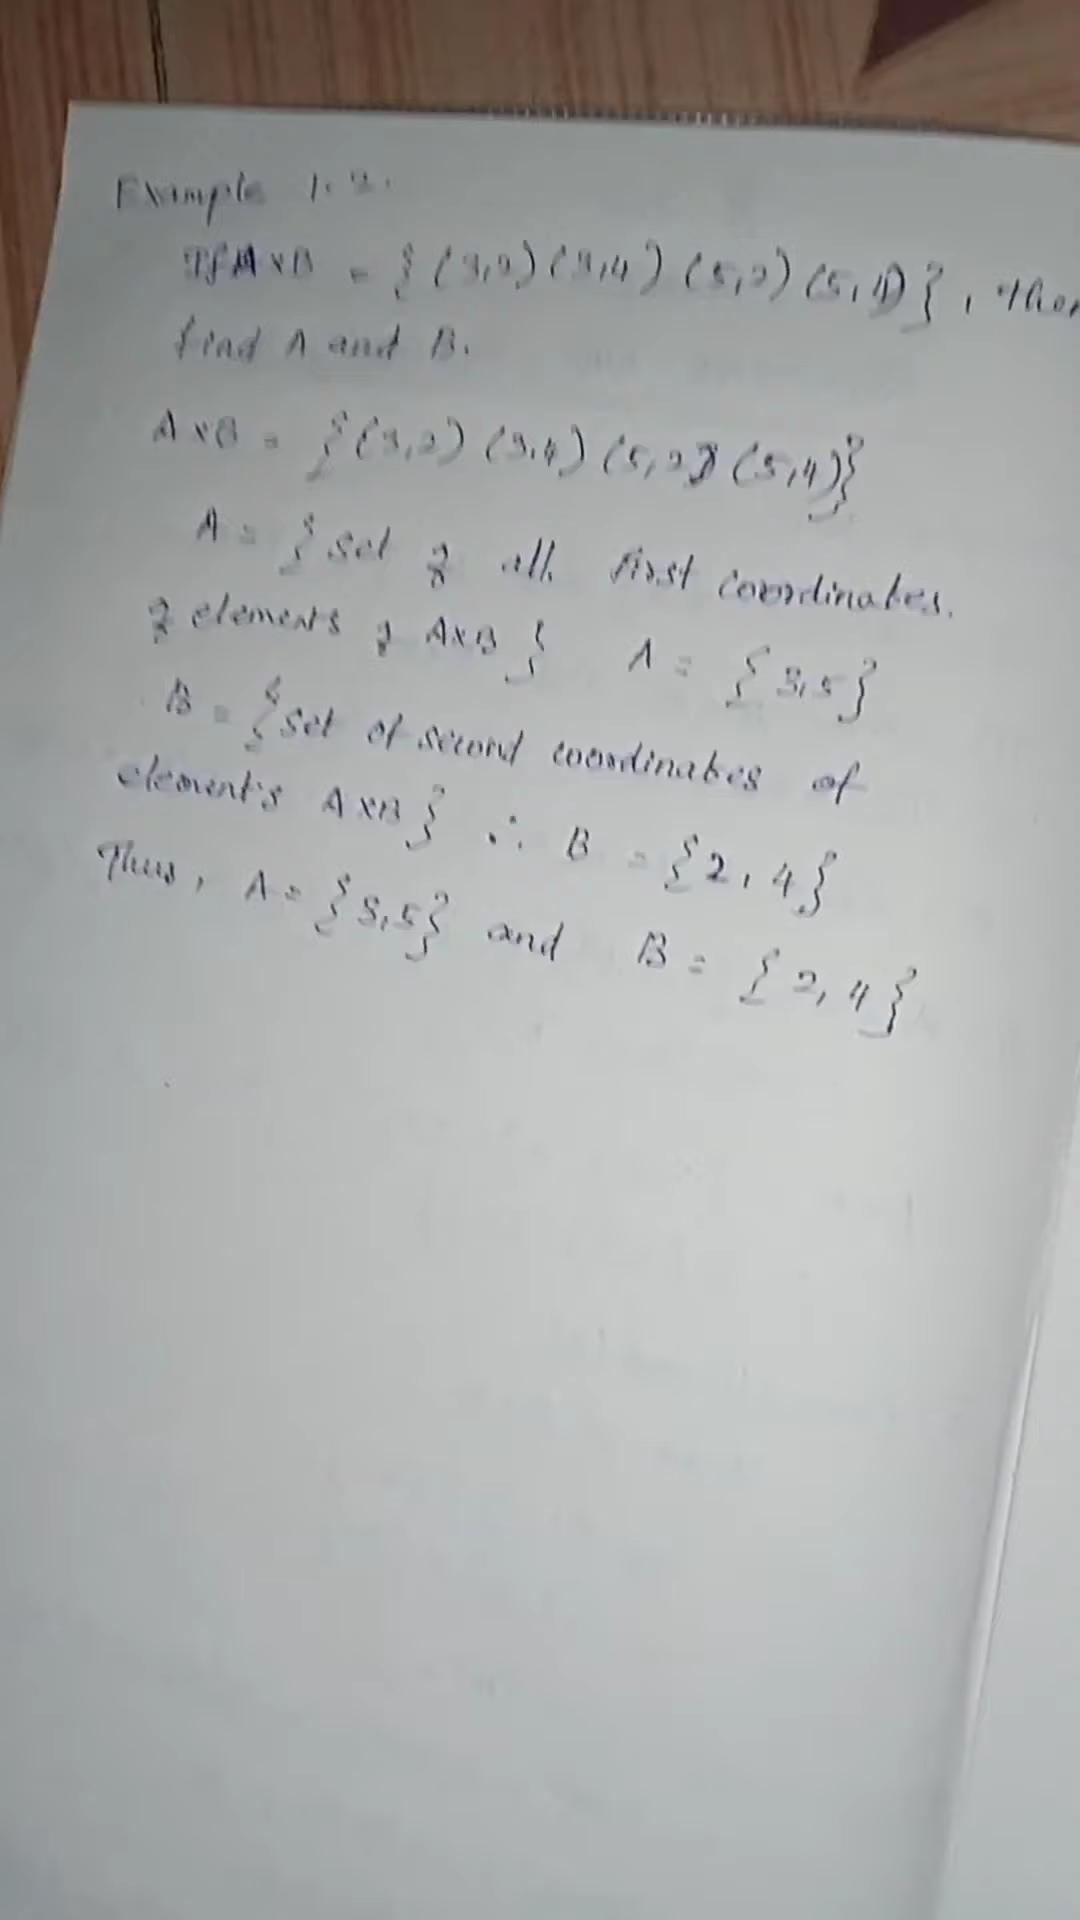 Example 1.2.
If A×B = {(3,2) (3,4) (5,2) (5,4)}, then
find A and B.
A×B = {(3,2) (3,4) (5,2) (5,4)}
A = {set of all first coordinates.
of elements of A×B} A = {3,5}
B = {set of second coordinates of
elements A×B} ∴ B = {2,4}
Thus, A = {3,5} and B = {2,4}